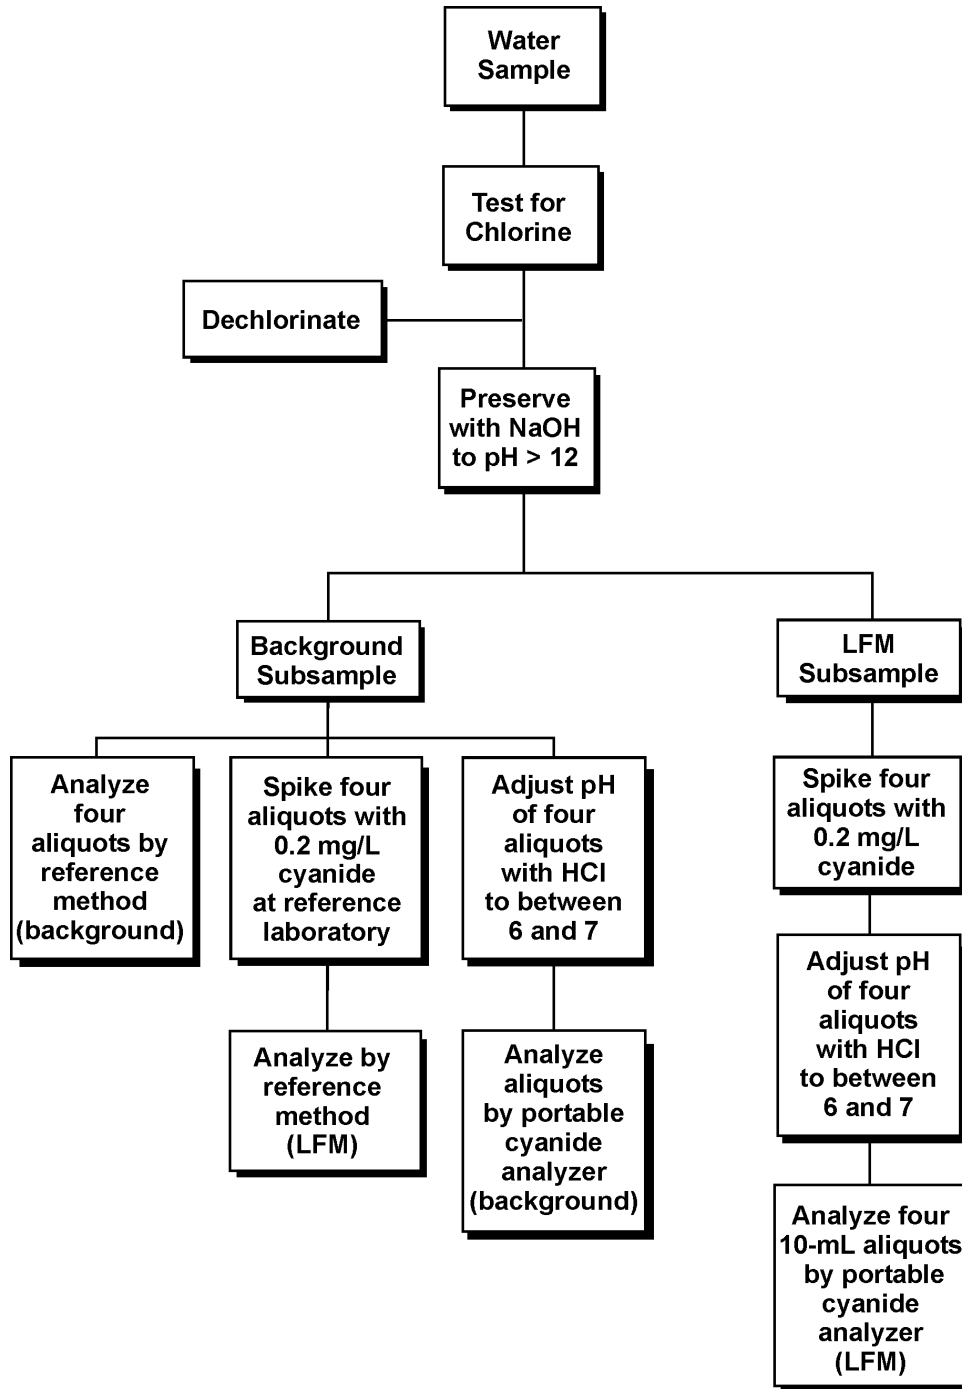 Water
Sample
Test for
Chlorine
Dechlorinate
Preserve
with NaOH
to pH > 12
Background
Subsample
LFM
Subsample
Analyze
four
aliquots by
reference
method
(background)
Spike four
aliquots with
0.2 mg/L
cyanide
at reference
laboratory
Adjust pH
of four
aliquots
with HCl
to between
6 and 7
Spike four
aliquots with
0.2 mg/L
cyanide
Analyze by
reference
method
(LFM)
Analyze
aliquots
by portable
cyanide
analyzer
(background)
Adjust pH
of four
aliquots
with HCl
to between
6 and 7
Analyze four
10-mL aliquots
by portable
cyanide
analyzer
(LFM)